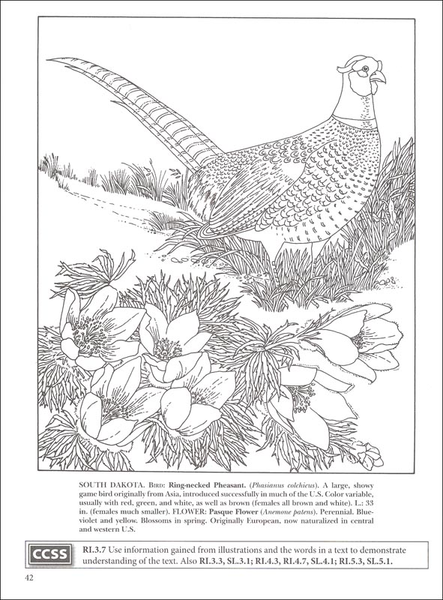 SOUTH DAKOTA. BIRD: Ring-necked Pheasant. (Phasianus colchicus). A large, showy
game bird originally from Asia, introduced successfully in much of the U.S. Color variable,
usually with red, green, and white, as well as brown (females all brown and white). L.: 33
in. (females much smaller). FLOWER: Pasque Flower (Anemone patens). Perennial. Blue-
violet and yellow. Blossoms in spring. Originally European, now naturalized in central
and western U.S.
CCSS RI.3.7 Use information gained from illustrations and the words in a text to demonstrate
understanding of the text. Also RI.3.3, SL.3.1; RI.4.3, RI.4.7, SL.4.1; RI.5.3, SL.5.1.
42